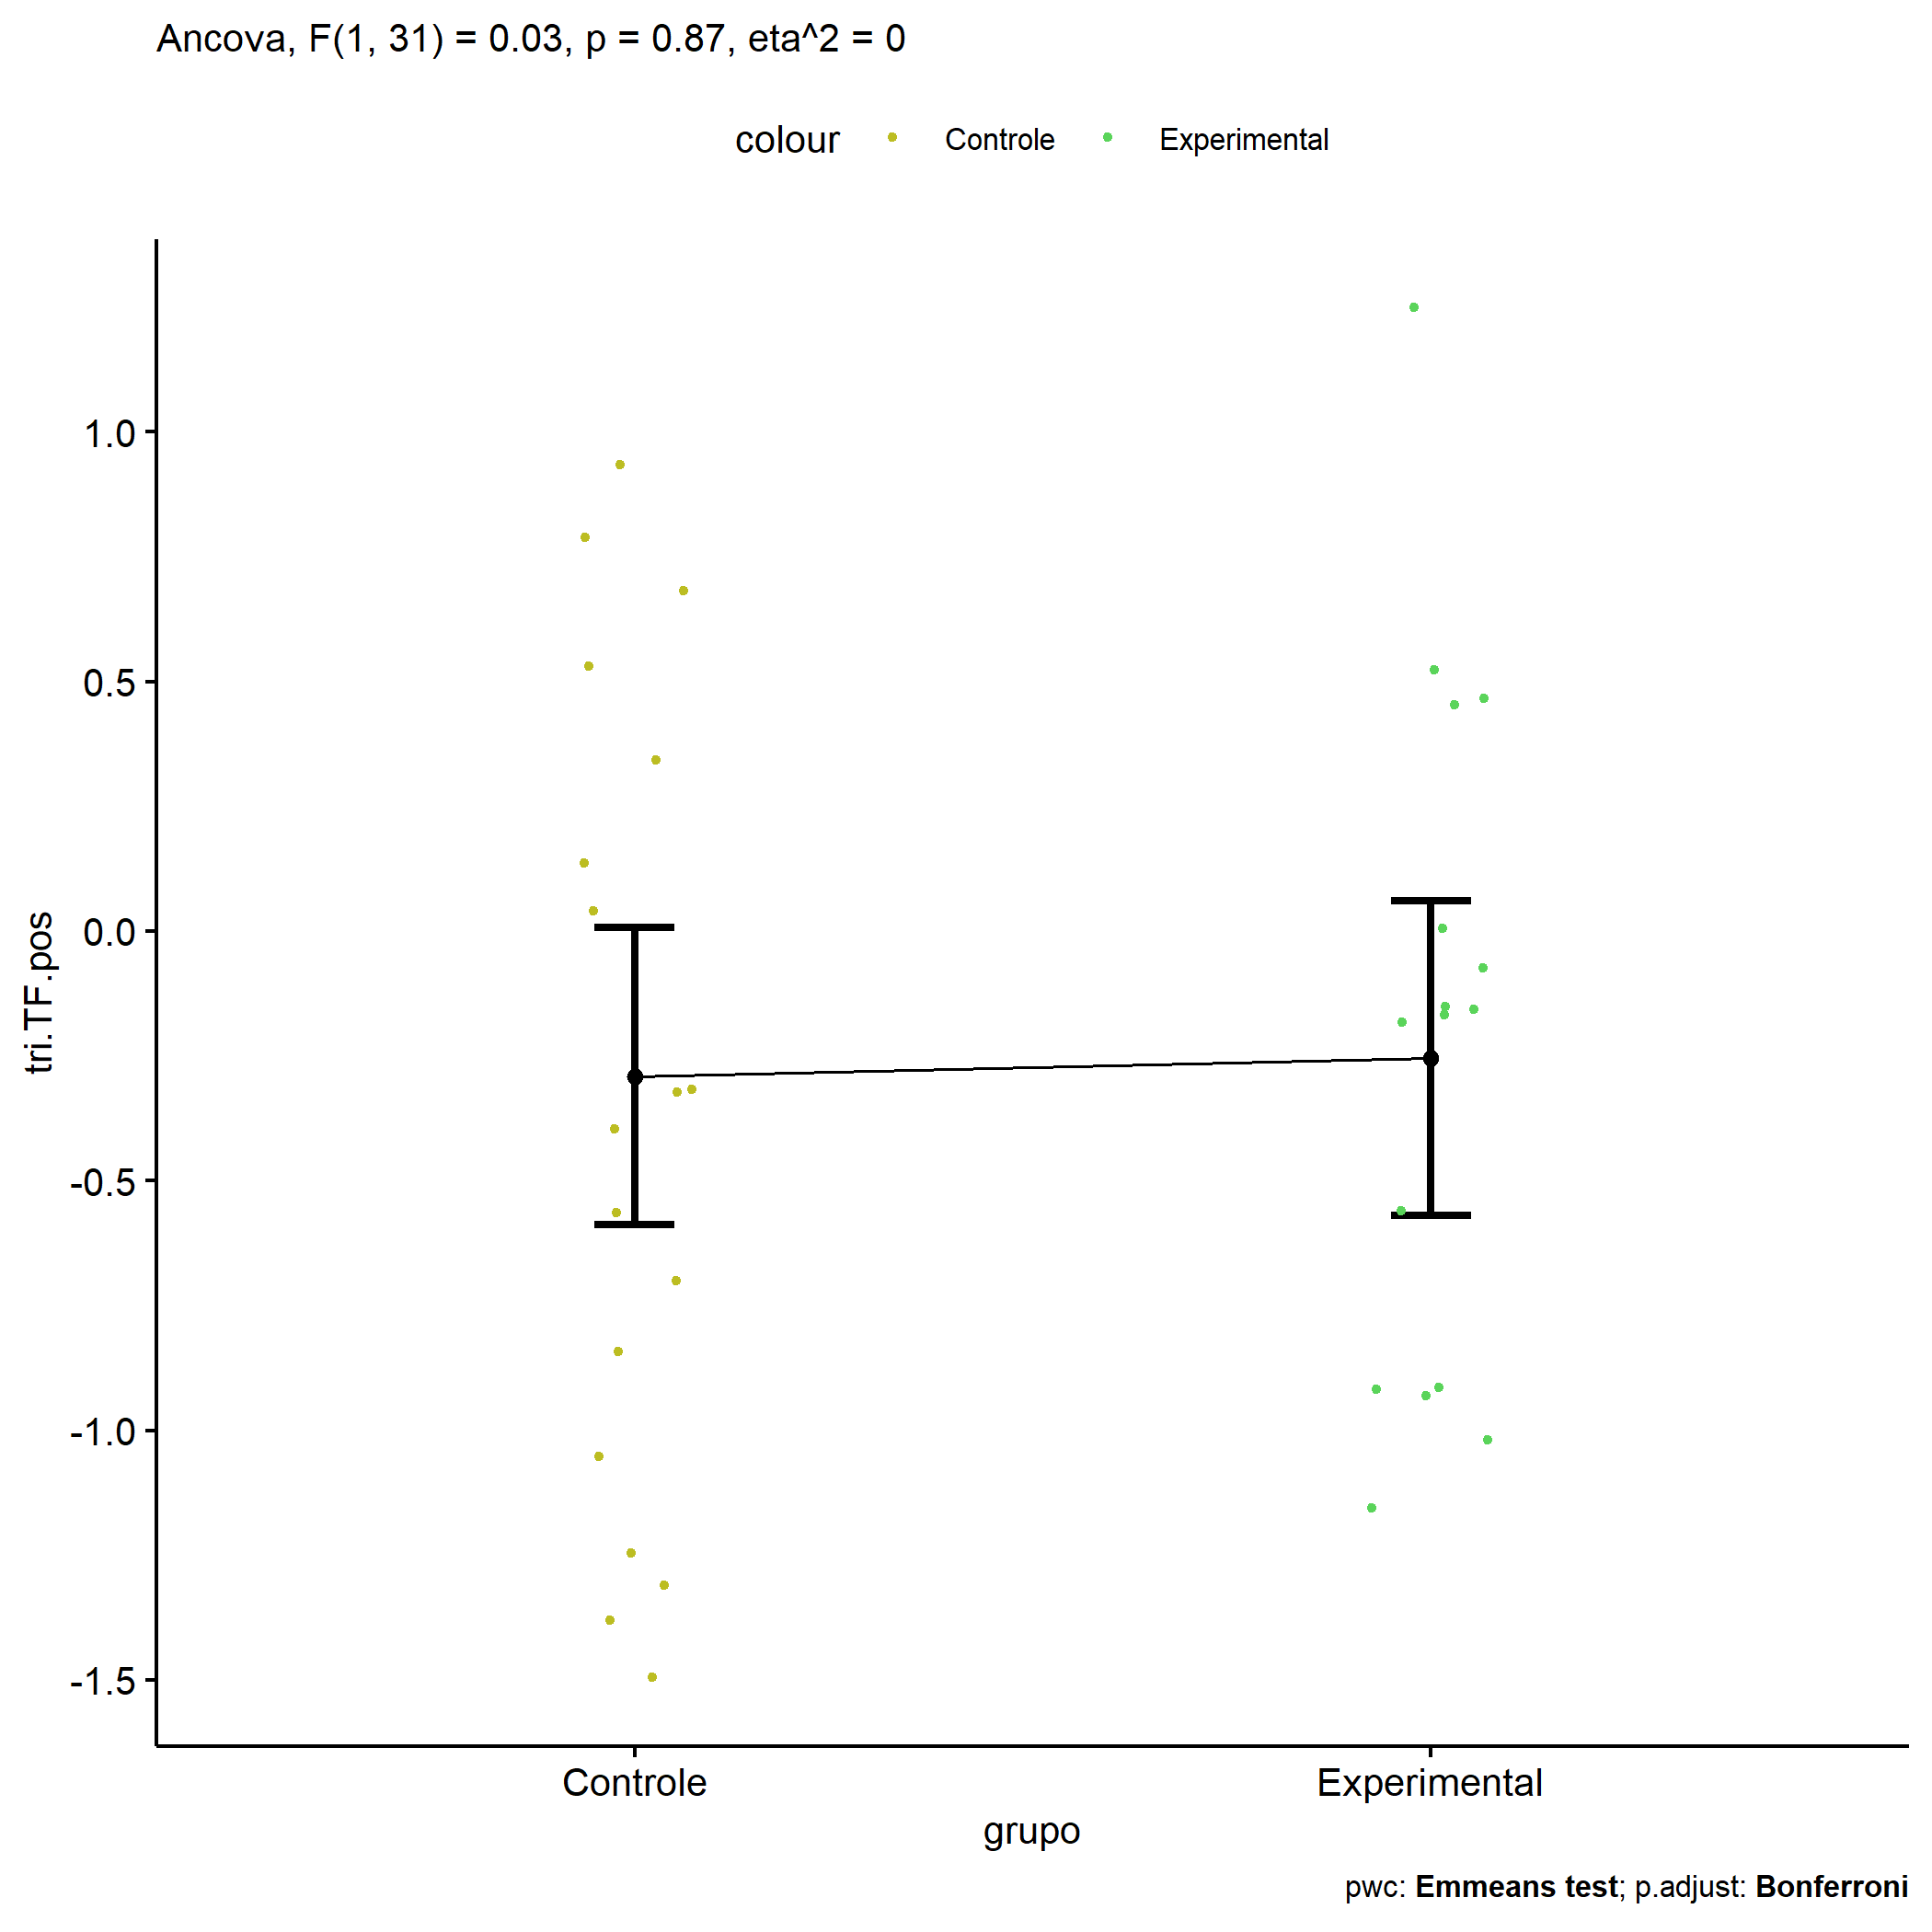 Ancova, F(1, 31) = 0.03, p = 0.87, eta^2 = 0
colour Controle Experimental
1.0
0.5
0.0
-0.5
-1.0
-1.5
tri.TF.pos
Controle Experimental
grupo
pwc: Emmeans test; p.adjust: Bonferroni